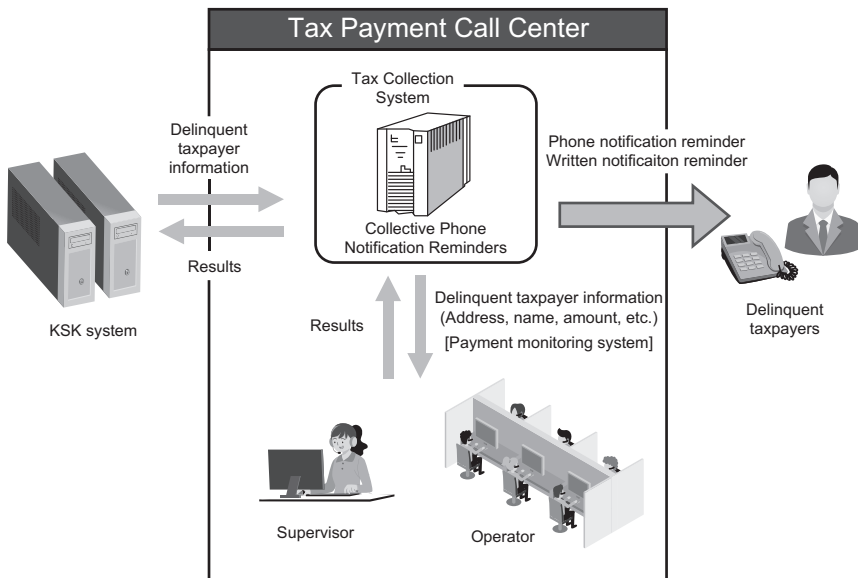 Tax Payment Call Center
Tax Collection
System
Delinquent
taxpayer
information
Phone notification reminder
Written notificaiton reminder
Collective Phone
Notification Reminders
Results
KSK system
Results
Delinquent taxpayer information
(Address, name, amount, etc.)
[Payment monitoring system]
Delinquent
taxpayers
Supervisor
Operator